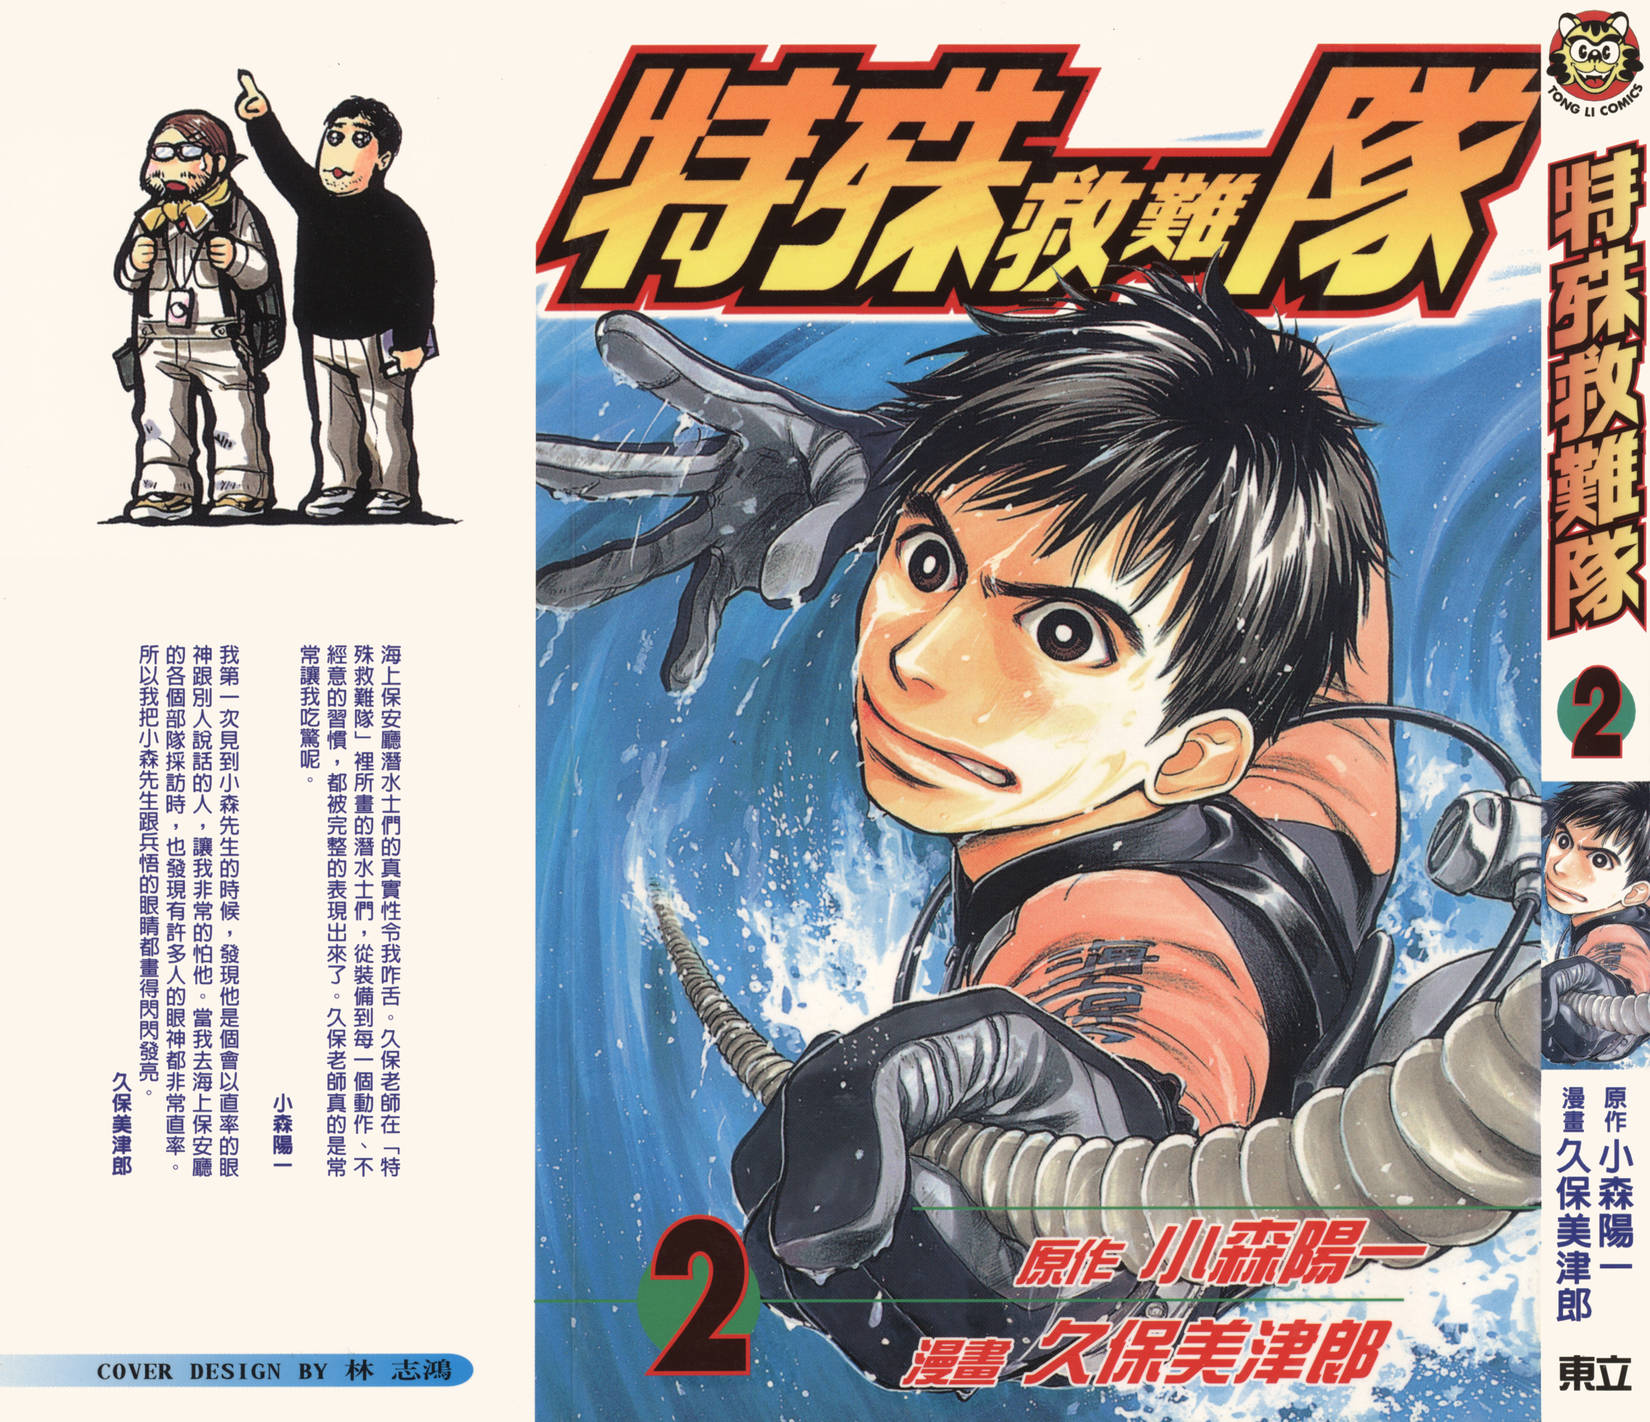 特殊救難隊
2
原作 小森陽一
漫畫 久保美津郎
TONG LI COMICS
特殊救難隊
2
原作 小森陽一
漫畫 久保美津郎
東立
海上保安廳潛水士們的真實性令我咋舌。久保老師在「特
殊救難隊」裡所畫的潛水士們，從裝備到每一個動作、不
經意的習慣，都被完整的表現出來了。久保老師真的是常
常讓我吃驚呢。
小森陽一
我第一次見到小森先生的時候，發現他是個會以直率的眼
神跟別人說話的人，讓我非常的怕他。當我去海上保安廳
的各個部隊採訪時，也發現有許多人的眼神都非常直率。
所以我把小森先生跟兵悟的眼睛都畫得閃閃發亮。
久保美津郎
COVER DESIGN BY 林 志鴻